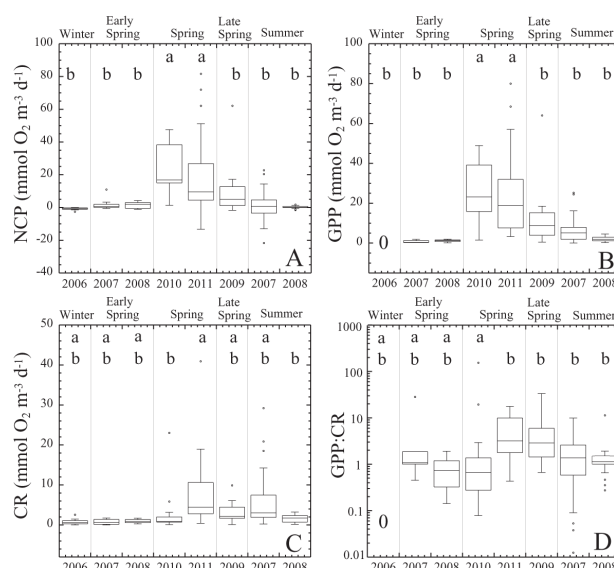 Winter Early Spring Spring Late Spring Summer
a a
b b b b b b
NCP (mmol O2 m-3 d-1)
100
80
60
40
20
0
-20
-40
A
2006 2007 2008 2010 2011 2009 2007 2008
Winter Early Spring Spring Late Spring Summer
a a
b b b b b b
GPP (mmol O2 m-3 d-1)
100
80
60
40
20
0
0
B
2006 2007 2008 2010 2011 2009 2007 2008
Winter Early Spring Spring Late Spring Summer
a a a a a a
b b b b b b b
CR (mmol O2 m-3 d-1)
50
40
30
20
10
0
C
2006 2007 2008 2010 2011 2009 2007 2008
Winter Early Spring Spring Late Spring Summer
a a a a
b b b b b b b
GPP:CR
1000
100
10
1
0.1
0.01
0
D
2006 2007 2008 2010 2011 2009 2007 2008